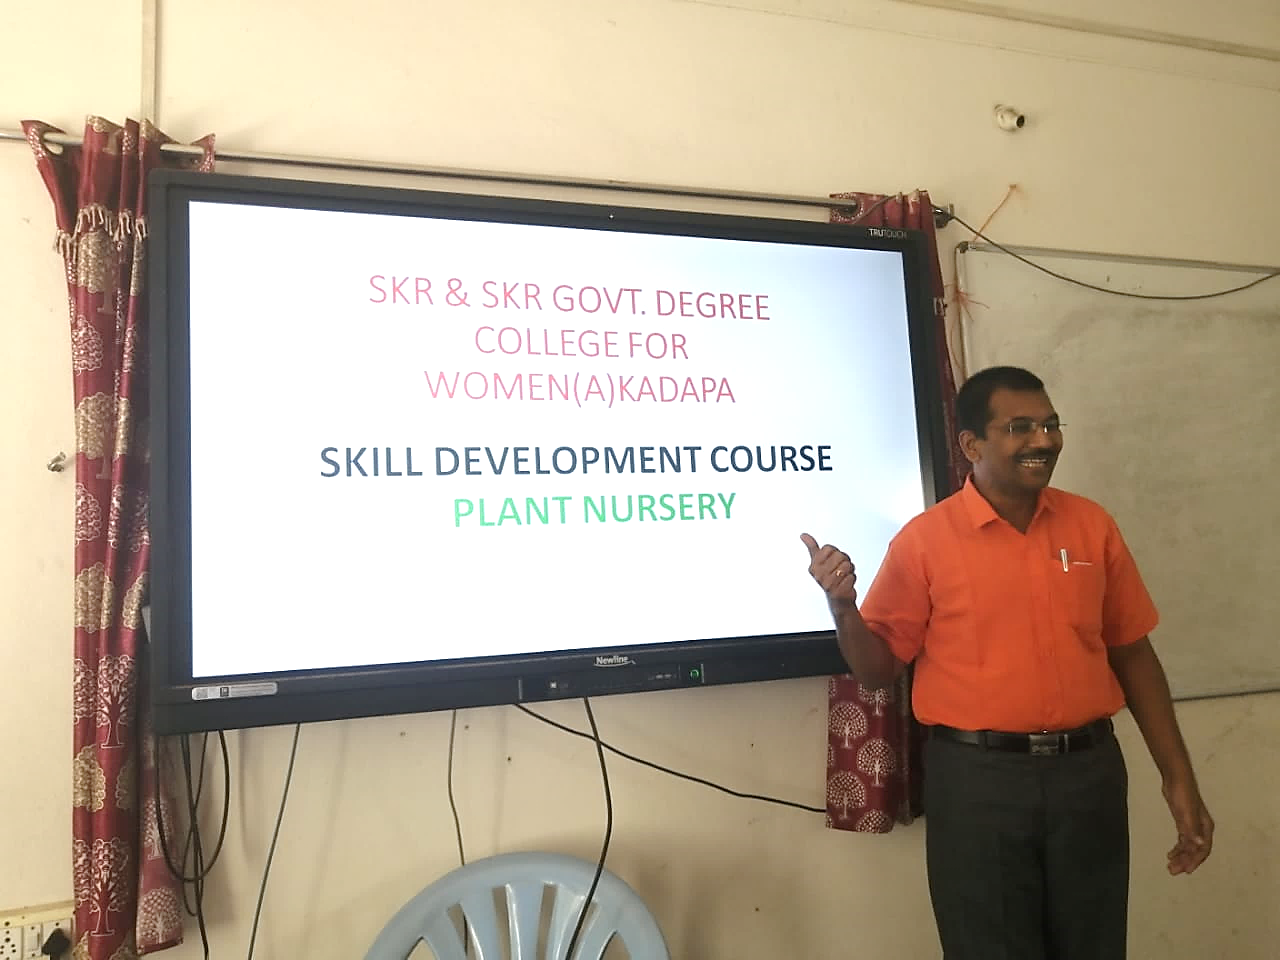 TRUTOUCH
SKR & SKR GOVT. DEGREE
COLLEGE FOR
WOMEN(A)KADAPA
SKILL DEVELOPMENT COURSE
PLANT NURSERY
Newline